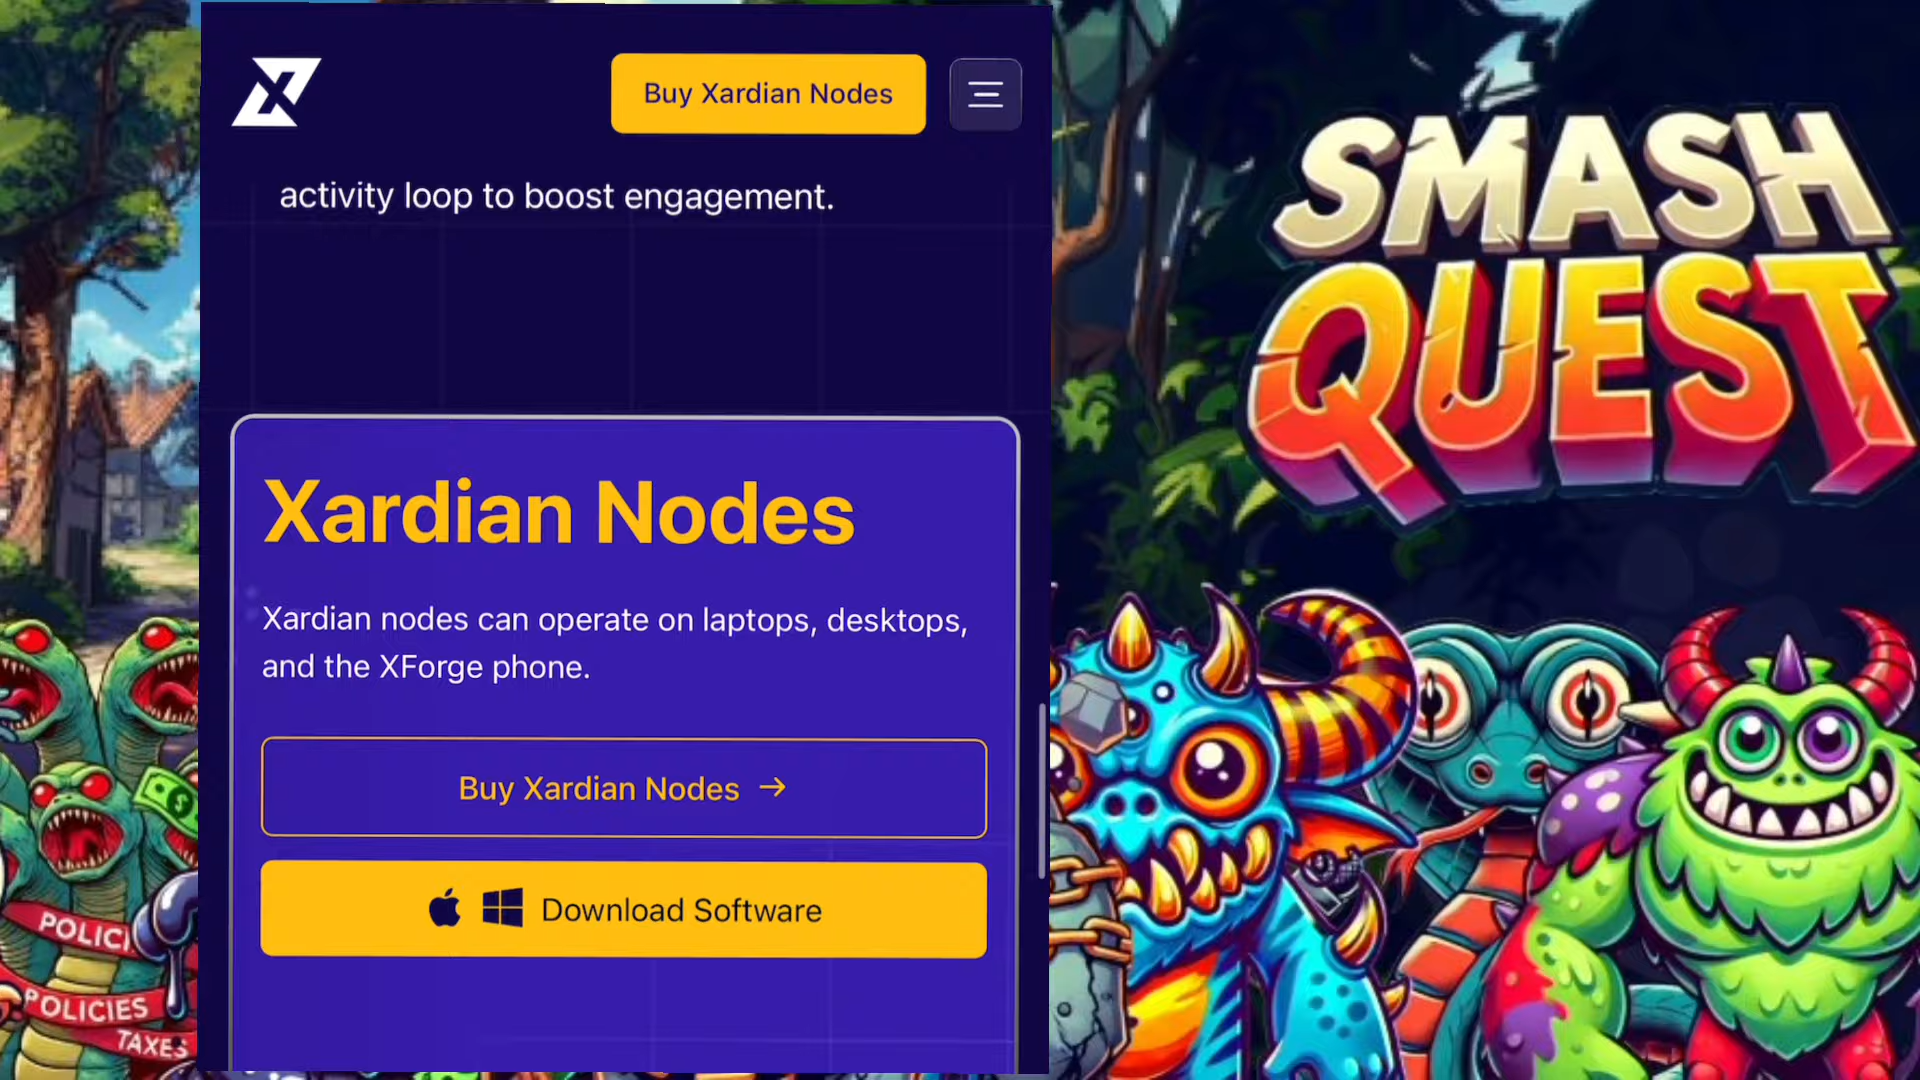 Buy Xardian Nodes
activity loop to boost engagement.
Xardian Nodes
Xardian nodes can operate on laptops, desktops,
and the XForge phone.
Buy Xardian Nodes →
Download Software
SMASH
QUEST
POLICI
POLICIES
TAXES